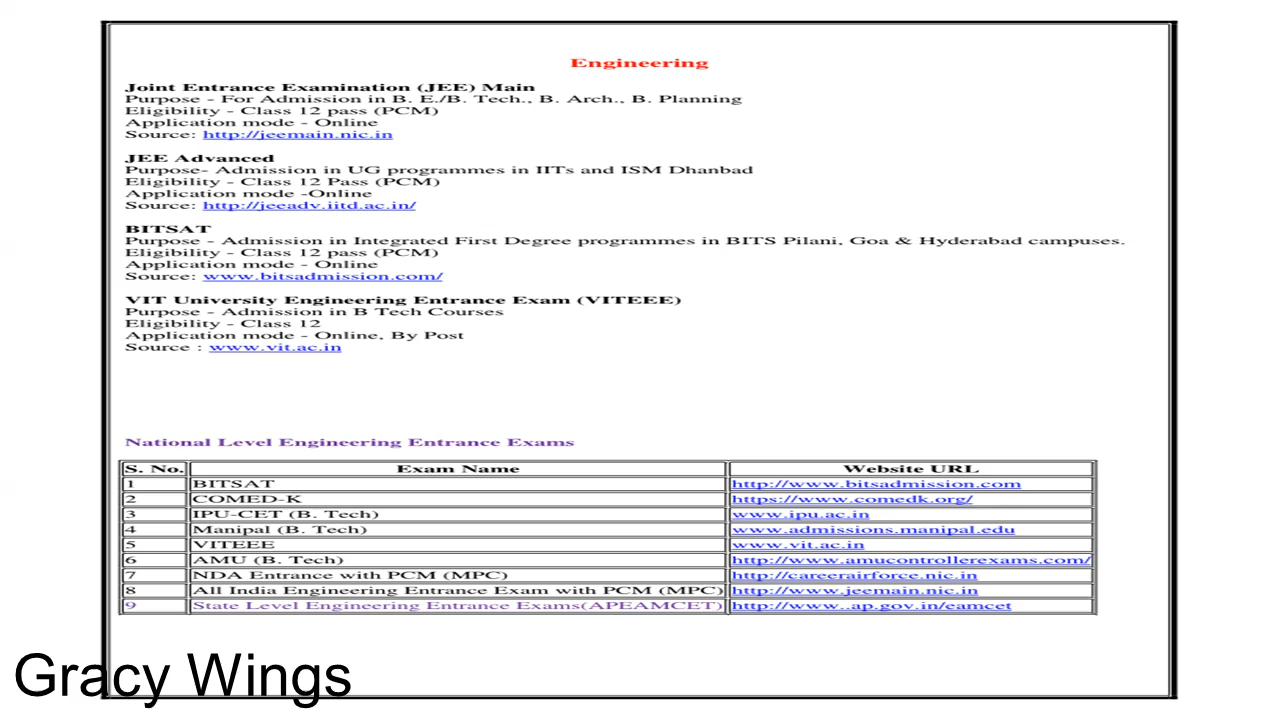 Engineering
Joint Entrance Examination (JEE) Main
Purpose - For Admission in B. E./B. Tech., B. Arch., B. Planning
Eligibility - Class 12 pass (PCM)
Application mode - Online
Source: http://jeemain.nic.in
JEE Advanced
Purpose- Admission in UG programmes in IITs and ISM Dhanbad
Eligibility - Class 12 Pass (PCM)
Application mode -Online
Source: http://jeeadv.iitd.ac.in/
BITSAT
Purpose - Admission in Integrated First Degree programmes in BITS Pilani, Goa & Hyderabad campuses.
Eligibility - Class 12 pass (PCM)
Application mode - Online
Source: www.bitsadmission.com/
VIT University Engineering Entrance Exam (VITEEE)
Purpose - Admission in B Tech Courses
Eligibility - Class 12
Application mode - Online, By Post
Source : www.vit.ac.in
National Level Engineering Entrance Exams
S. No. Exam Name Website URL
1 BITSAT http://www.bitsadmission.com
2 COMED-K https://www.comedk.org/
3 IPU-CET (B. Tech) www.ipu.ac.in
4 Manipal (B. Tech) www.admissions.manipal.edu
5 VITEEE www.vit.ac.in
6 AMU (B. Tech) http://www.amucontrollerexams.com/
7 NDA Entrance with PCM (MPC) http://careerairforce.nic.in
8 All India Engineering Entrance Exam with PCM (MPC) http://www.jeemain.nic.in
9 State Level Engineering Entrance Exams(APEAMCET) http://www..ap.gov.in/eamcet
Gracy Wings